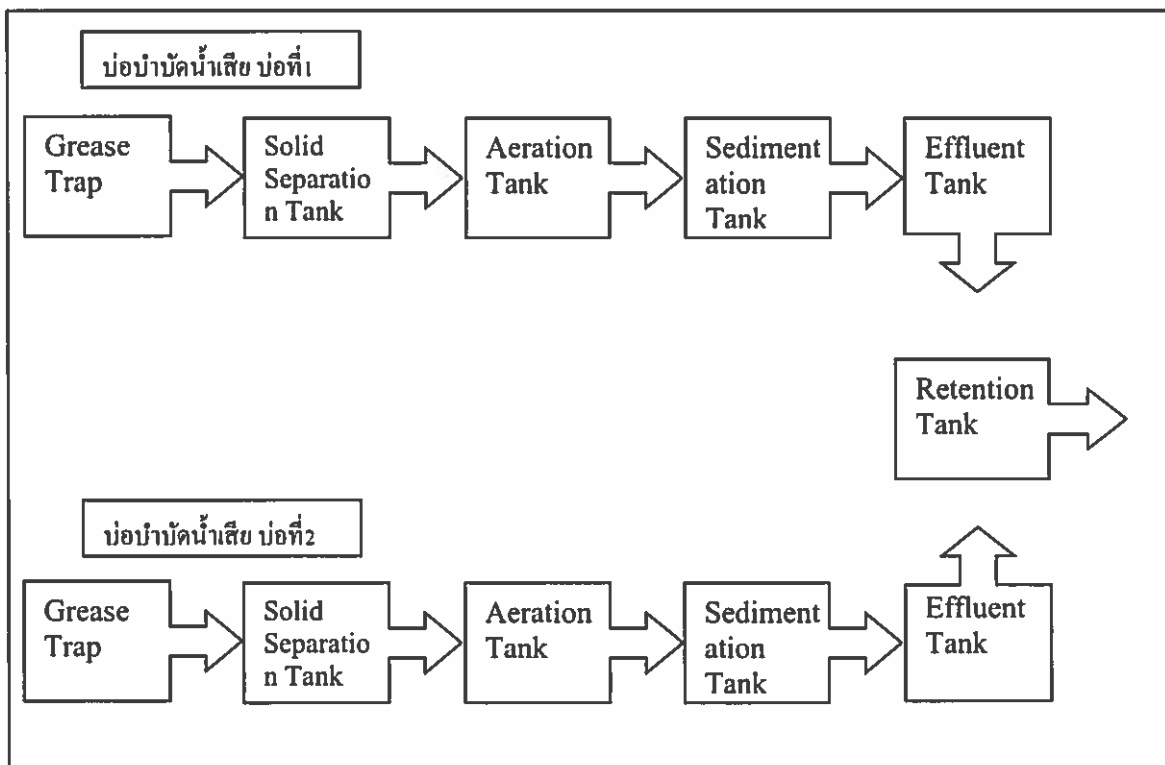 บ่อบำบัดน้ำเสีย บ่อที่1
Grease
Trap
Solid
Separatio
n Tank
Aeration
Tank
Sediment
ation
Tank
Effluent
Tank
Retention
Tank
บ่อบำบัดน้ำเสีย บ่อที่2
Grease
Trap
Solid
Separatio
n Tank
Aeration
Tank
Sediment
ation
Tank
Effluent
Tank